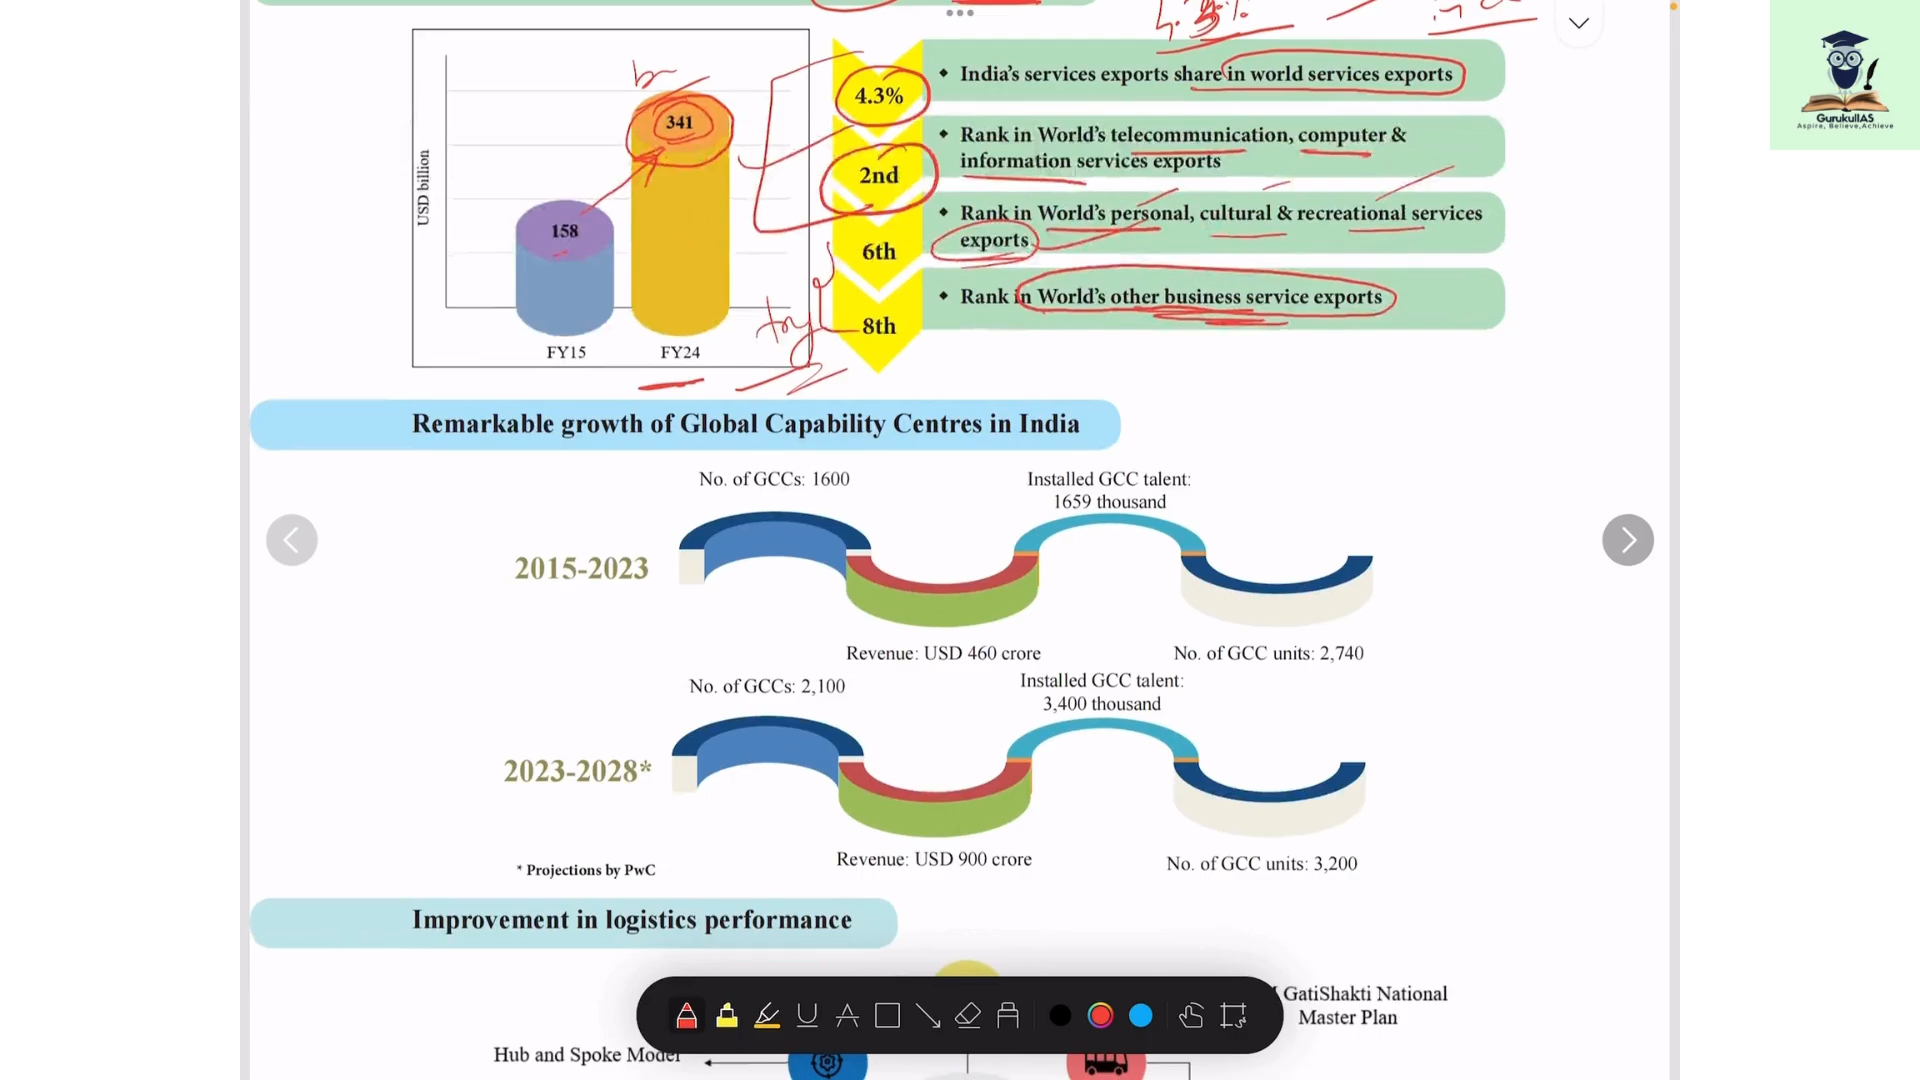 341
158
USD billion
FY15
FY24
4.3%
India's services exports share in world services exports
2nd
Rank in World's telecommunication, computer &
information services exports
6th
Rank in World's personal, cultural & recreational services
exports
8th
Rank in World's other business service exports
GurukulIAS
Aspire, Believe,Achieve
Remarkable growth of Global Capability Centres in India
No. of GCCs: 1600
Installed GCC talent:
1659 thousand
2015-2023
Revenue: USD 460 crore
No. of GCC units: 2,740
No. of GCCs: 2,100
Installed GCC talent:
3,400 thousand
2023-2028*
Revenue: USD 900 crore
No. of GCC units: 3,200
* Projections by PwC
Improvement in logistics performance
GatiShakti National
Master Plan
Hub and Spoke Model